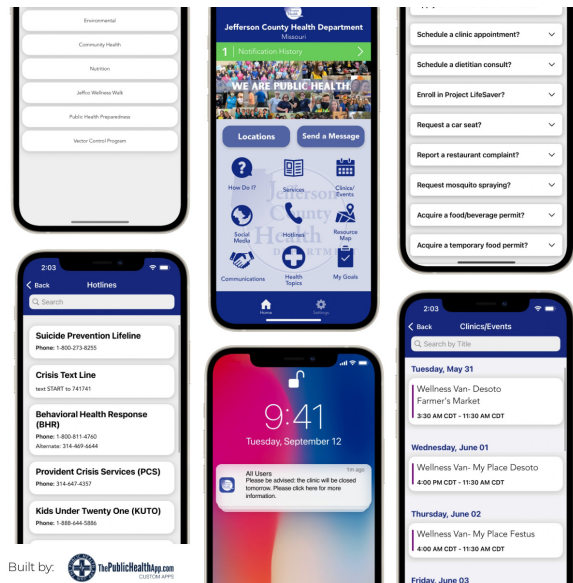 Environmental
Community Health
Nutrition
Jeffco Wellness Walk
Public Health Preparedness
Vector Control Program
Jefferson County Health Department
Missouri
1 | Notification History
WE ARE PUBLIC HEALTH
Locations
Send a Message
How Do I?
Services
Clinics/
Events
Social
Media
Hotlines
Resource
Map
Communications
Health
Topics
My Goals
Jefferson
County
Health
DEPARTMENT
Home
Settings
Schedule a clinic appointment?
Schedule a dietitian consult?
Enroll in Project LifeSaver?
Request a car seat?
Report a restaurant complaint?
Request mosquito spraying?
Acquire a food/beverage permit?
Acquire a temporary food permit?
2:03
Back
Hotlines
Search
Suicide Prevention Lifeline
Phone: 1-800-273-8255
Crisis Text Line
text START to 741741
Behavioral Health Response
(BHR)
Phone: 1-800-811-4760
Alternate: 314-469-6644
Provident Crisis Services (PCS)
Phone: 314-647-4357
Kids Under Twenty One (KUTO)
Phone: 1-888-644-5886
9:41
Tuesday, September 12
All Users
1m ago
Please be advised: the clinic will be closed
tomorrow. Please click here for more
information.
2:03
Back
Clinics/Events
Search by Title
Tuesday, May 31
Wellness Van- Desoto
Farmer's Market
3:30 AM CDT - 11:30 AM CDT
Wednesday, June 01
Wellness Van- My Place Desoto
4:00 PM CDT - 11:30 AM CDT
Thursday, June 02
Wellness Van- My Place Festus
4:00 AM CDT - 11:30 AM CDT
Friday, June 03
Built by:
ThePublicHealthApp.com
CUSTOM APPS